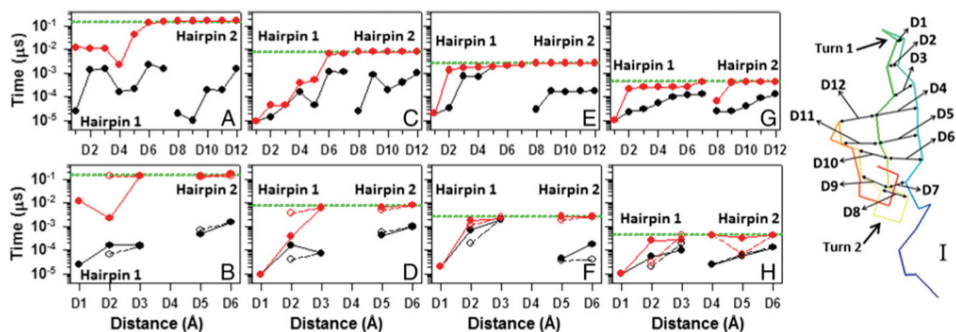 10⁻¹
10⁻²
10⁻³
10⁻⁴
10⁻⁵
Time (µs)
Hairpin 1
Hairpin 2
A
D2 D4 D6 D8 D10 D12
Hairpin 1
Hairpin 2
C
D2 D4 D6 D8 D10 D12
Hairpin 1
Hairpin 2
E
D2 D4 D6 D8 D10 D12
Hairpin 1
Hairpin 2
G
D2 D4 D6 D8 D10 D12
10⁻¹
10⁻²
10⁻³
10⁻⁴
10⁻⁵
Time (µs)
Hairpin 1
Hairpin 2
B
D1 D2 D3 D4 D5 D6
Distance (Å)
Hairpin 1
Hairpin 2
D
D1 D2 D3 D4 D5 D6
Distance (Å)
Hairpin 1
Hairpin 2
F
D1 D2 D3 D4 D5 D6
Distance (Å)
Hairpin 1
Hairpin 2
H
D1 D2 D3 D4 D5 D6
Distance (Å)
D1
Turn 1
D2
D3
D12
D4
D11
D5
D6
D10
D9
D7
D8
Turn 2
I